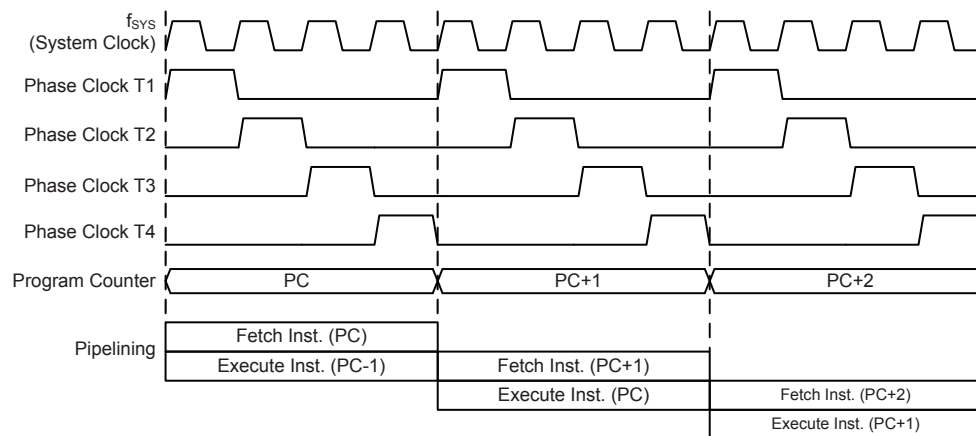 fSYS
(System Clock)
Phase Clock T1
Phase Clock T2
Phase Clock T3
Phase Clock T4
Program Counter
PC
PC+1
PC+2
Pipelining
Fetch Inst. (PC)
Execute Inst. (PC-1)
Fetch Inst. (PC+1)
Execute Inst. (PC)
Fetch Inst. (PC+2)
Execute Inst. (PC+1)